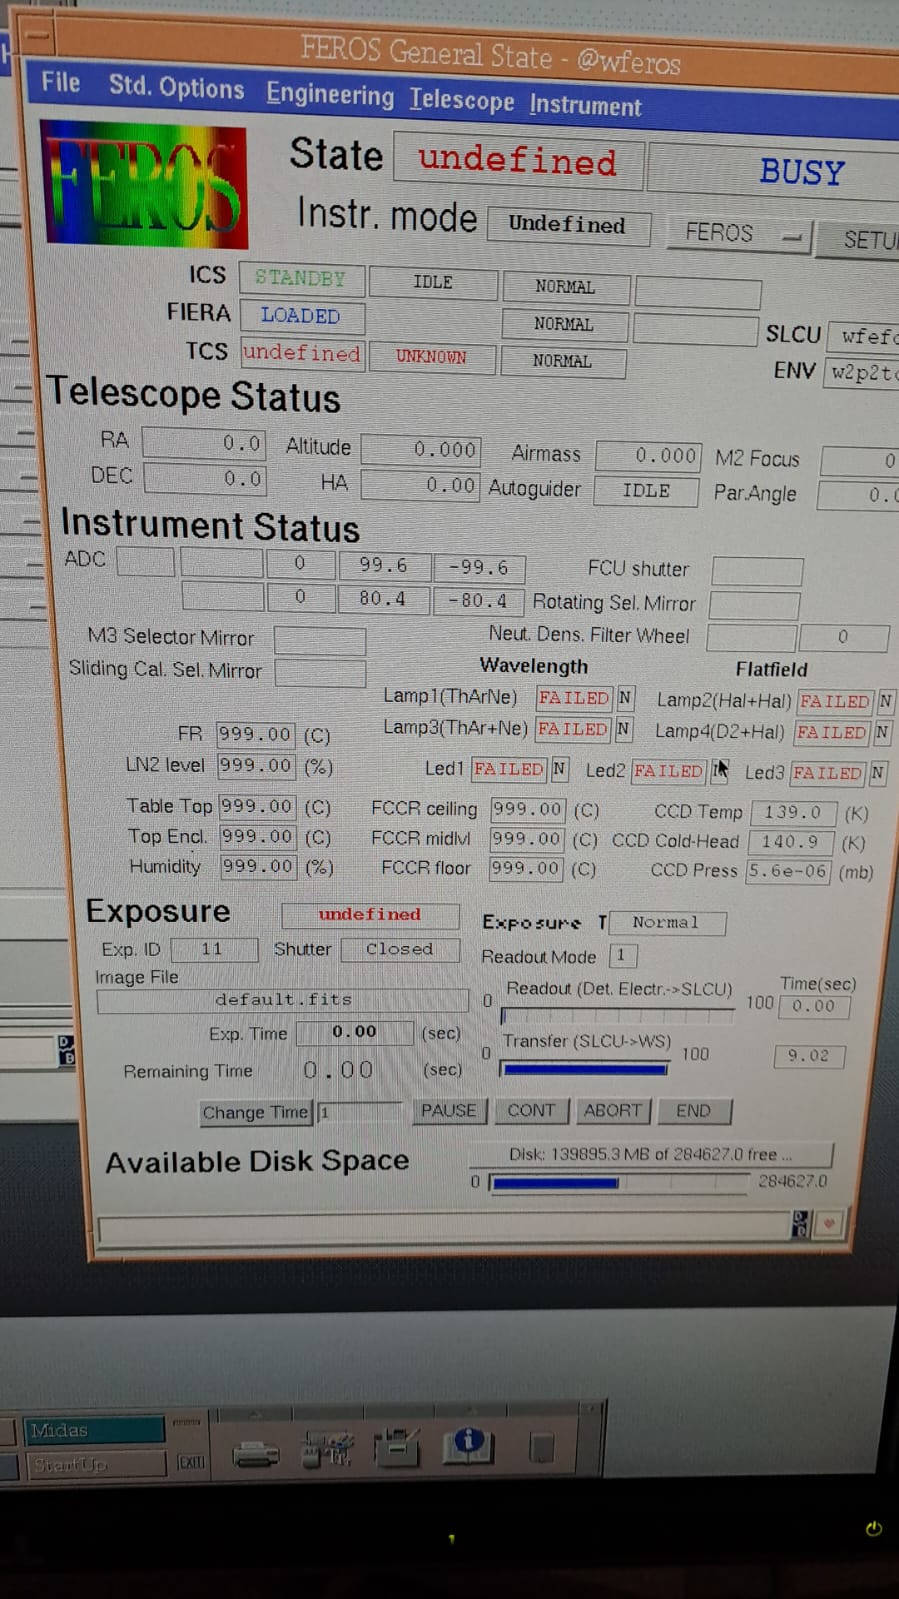 FEROS General State - @wferos
File Std. Options Engineering Telescope Instrument
FEROS
State undefined BUSY
Instr. mode Undefined FEROS SETU
ICS STANDBY IDLE NORMAL
FIERA LOADED NORMAL SLCU wfefc
TCS undefined UNKNOWN NORMAL ENV w2p2tc
Telescope Status
RA 0.0 Altitude 0.000 Airmass 0.000 M2 Focus 0
DEC 0.0 HA 0.00 Autoguider IDLE Par.Angle 0.0
Instrument Status
ADC 0 99.6 -99.6 FCU shutter
0 80.4 -80.4 Rotating Sel. Mirror
M3 Selector Mirror Neut. Dens. Filter Wheel 0
Sliding Cal. Sel. Mirror Wavelength Flatfield
Lamp1(ThArNe) FAILED N Lamp2(Hal+Hal) FAILED N
FR 999.00 (C) Lamp3(ThAr+Ne) FAILED N Lamp4(D2+Hal) FAILED N
LN2 level 999.00 (%) Led1 FAILED N Led2 FAILED Led3 FAILED N
Table Top 999.00 (C) FCCR ceiling 999.00 (C) CCD Temp 139.0 (K)
Top Encl. 999.00 (C) FCCR midlvl 999.00 (C) CCD Cold-Head 140.9 (K)
Humidity 999.00 (%) FCCR floor 999.00 (C) CCD Press 5.6e-06 (mb)
Exposure undefined Exposure T Normal
Exp. ID 11 Shutter Closed Readout Mode 1
Image File Readout (Det. Electr.->SLCU) Time(sec)
default.fits 0 100 0.00
Exp. Time 0.00 (sec) Transfer (SLCU->WS)
Remaining Time 0.00 (sec) 0 100 9.02
Change Time 1 PAUSE CONT ABORT END
Available Disk Space Disk: 139895.3 MB of 284627.0 free ...
0 284627.0
Midas
StartUp EXIT